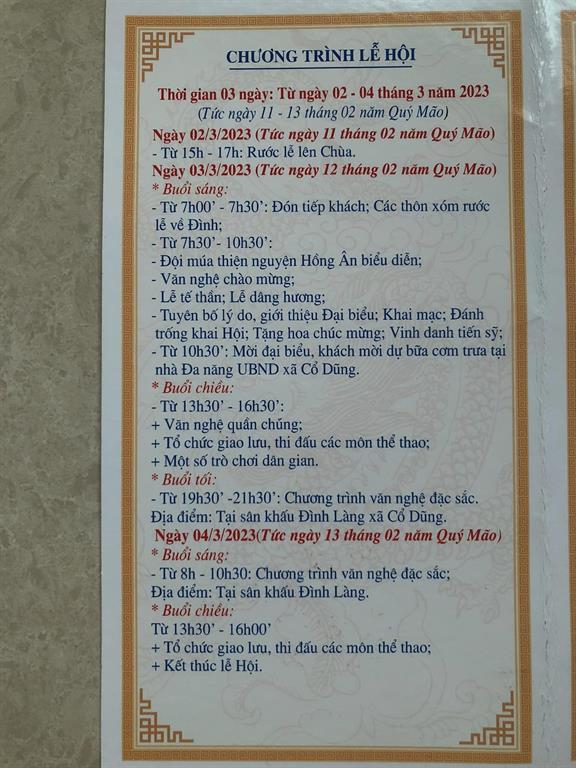 CHƯƠNG TRÌNH LỄ HỘI
Thời gian 03 ngày: Từ ngày 02 - 04 tháng 3 năm 2023
(Tức ngày 11 - 13 tháng 02 năm Quý Mão)
Ngày 02/3/2023 (Tức ngày 11 tháng 02 năm Quý Mão)
- Từ 15h - 17h: Rước lễ lên Chùa.
Ngày 03/3/2023 (Tức ngày 12 tháng 02 năm Quý Mão)
* Buổi sáng:
- Từ 7h00’ - 7h30’: Đón tiếp khách; Các thôn xóm rước
lễ về Đình;
- Từ 7h30’- 10h30’:
- Đội múa thiện nguyện Hồng Ân biểu diễn;
- Văn nghệ chào mừng;
- Lễ tế thần; Lễ dâng hương;
- Tuyên bố lý do, giới thiệu Đại biểu; Khai mạc; Đánh
trống khai Hội; Tặng hoa chúc mừng; Vinh danh tiến sỹ;
- Từ 10h30’: Mời đại biểu, khách mời dự bữa cơm trưa tại
nhà Đa năng UBND xã Cổ Dũng.
* Buổi chiều:
- Từ 13h30’ - 16h30’:
+ Văn nghệ quần chúng;
+ Tổ chức giao lưu, thi đấu các môn thể thao;
+ Một số trò chơi dân gian.
* Buổi tối:
- Từ 19h30’ -21h30’: Chương trình văn nghệ đặc sắc.
Địa điểm: Tại sân khấu Đình Làng xã Cổ Dũng.
Ngày 04/3/2023(Tức ngày 13 tháng 02 năm Quý Mão)
* Buổi sáng:
- Từ 8h - 10h30: Chương trình văn nghệ đặc sắc;
Địa điểm: Tại sân khấu Đình Làng.
* Buổi chiều:
Từ 13h30’ - 16h00’
+ Tổ chức giao lưu, thi đấu các môn thể thao;
+ Kết thúc lễ Hội.